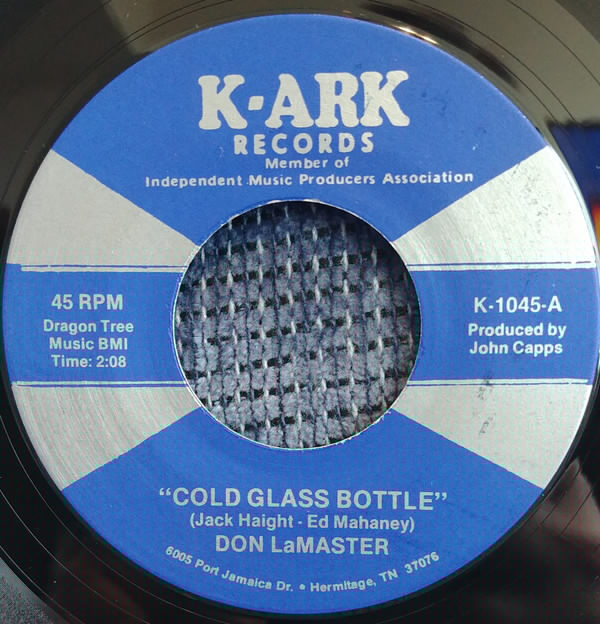 K-ARK
RECORDS
Member of
Independent Music Producers Association
45 RPM
Dragon Tree
Music BMI
Time: 2:08
K-1045-A
Produced by
John Capps
"COLD GLASS BOTTLE"
(Jack Haight - Ed Mahaney)
DON LaMASTER
6005 Port Jamaica Dr. • Hermitage, TN 37076